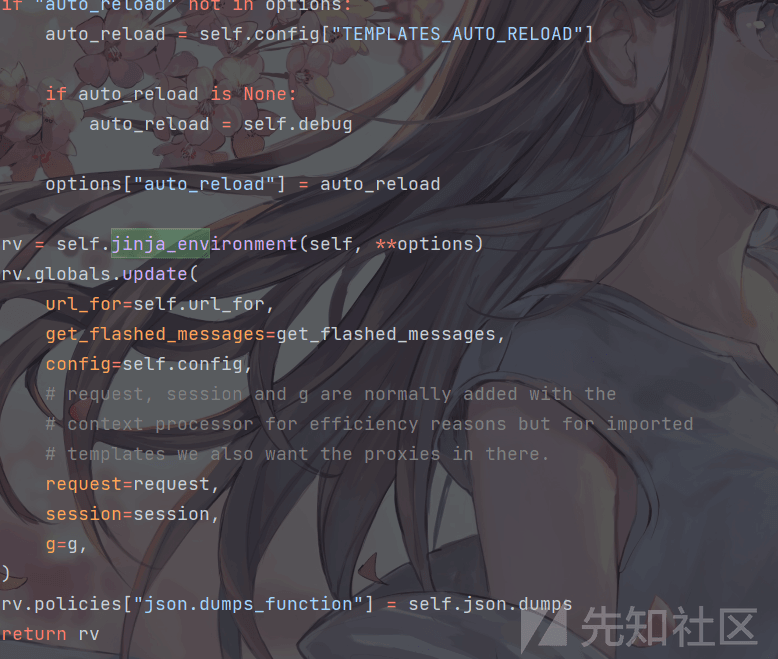 if "auto_reload" not in options:
    auto_reload = self.config["TEMPLATES_AUTO_RELOAD"]

    if auto_reload is None:
        auto_reload = self.debug

    options["auto_reload"] = auto_reload

rv = self.jinja_environment(self, **options)
rv.globals.update(
    url_for=self.url_for,
    get_flashed_messages=get_flashed_messages,
    config=self.config,
    # request, session and g are normally added with the
    # context processor for efficiency reasons but for imported
    # templates we also want the proxies in there.
    request=request,
    session=session,
    g=g,
)
rv.policies["json.dumps_function"] = self.json.dumps
return rv
先知社区